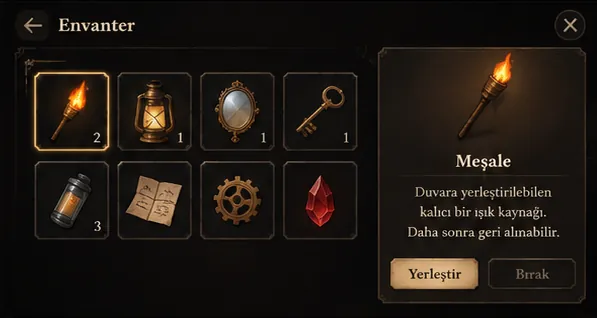 Envanter
2
1
1
1
3
Meşale
Duvara yerleştirilebilen
kalıcı bir ışık kaynağı.
Daha sonra geri alınabilir.
Yerleştir
Bırak